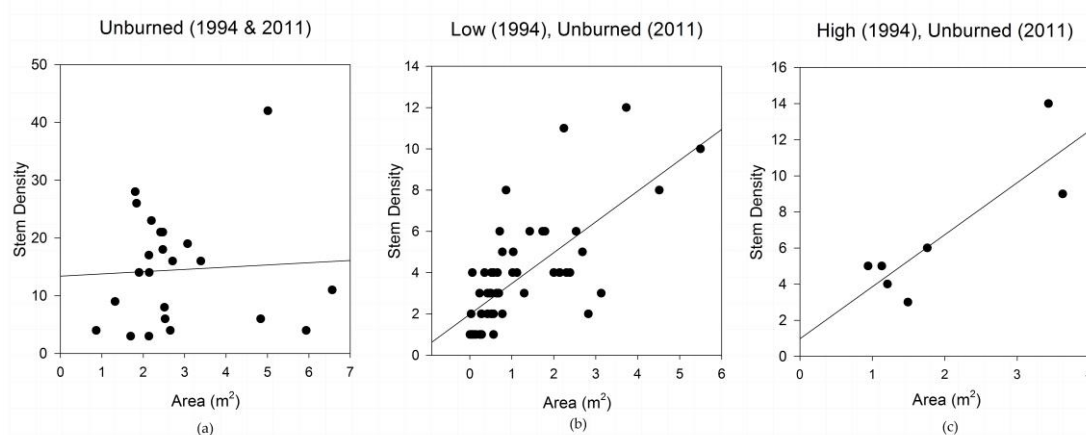 Unburned (1994 & 2011)
50
40
30
20
10
0
Stem Density
0 1 2 3 4 5 6 7
Area (m²)
(a)
Low (1994), Unburned (2011)
14
12
10
8
6
4
2
0
Stem Density
0 1 2 3 4 5 6
Area (m²)
(b)
High (1994), Unburned (2011)
16
14
12
10
8
6
4
2
0
Stem Density
0 1 2 3
Area (m²)
(c)